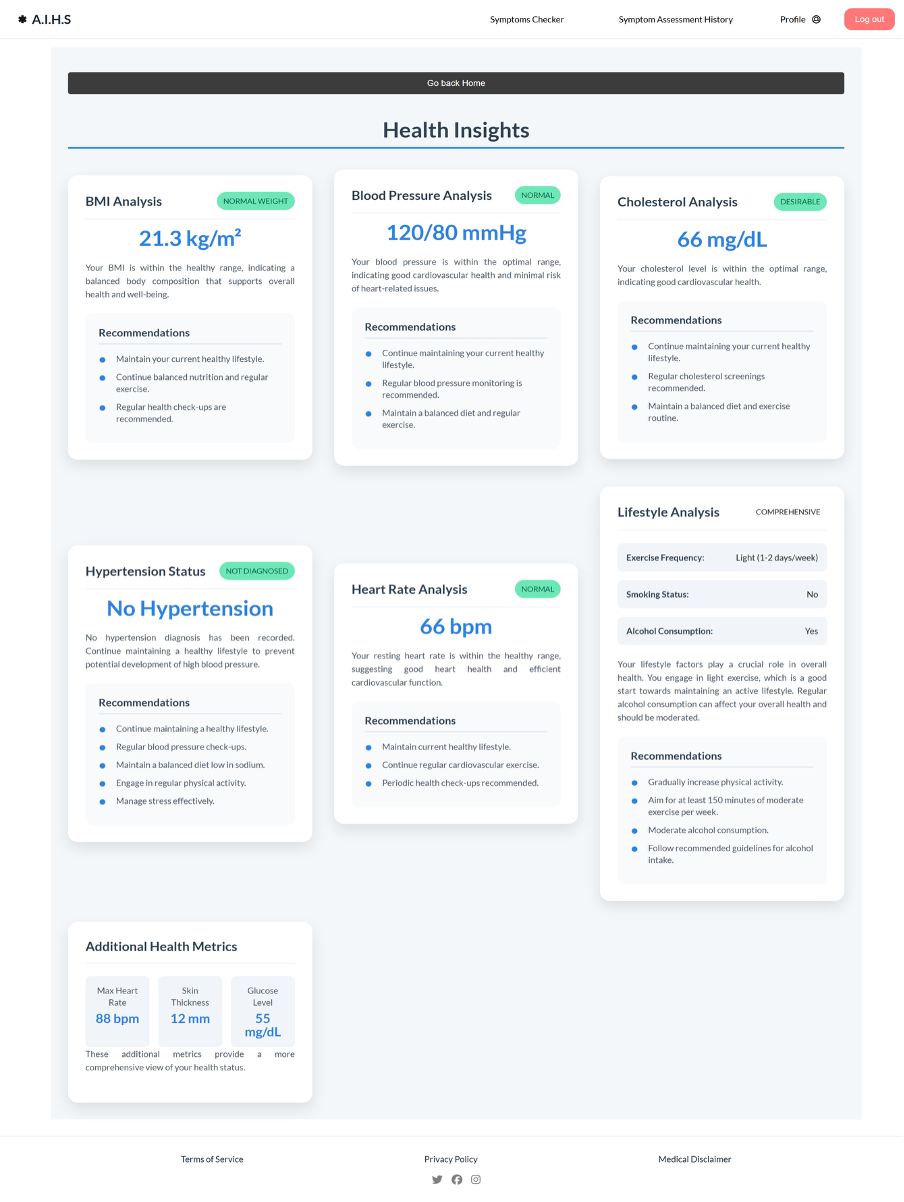 A.I.H.S
Symptoms Checker
Symptom Assessment History
Profile
Log out
Go back Home
Health Insights
BMI Analysis
NORMAL WEIGHT
21.3 kg/m²
Your BMI is within the healthy range, indicating a
balanced body composition that supports overall
health and well-being.
Recommendations
Maintain your current healthy lifestyle.
Continue balanced nutrition and regular
exercise.
Regular health check-ups are
recommended.
Blood Pressure Analysis
NORMAL
120/80 mmHg
Your blood pressure is within the optimal range,
indicating good cardiovascular health and minimal risk
of heart-related issues.
Recommendations
Continue maintaining your current healthy
lifestyle.
Regular blood pressure monitoring is
recommended.
Maintain a balanced diet and regular
exercise.
Cholesterol Analysis
DESIRABLE
66 mg/dL
Your cholesterol level is within the optimal range,
indicating good cardiovascular health.
Recommendations
Continue maintaining your current healthy
lifestyle.
Regular cholesterol screenings
recommended.
Maintain a balanced diet and exercise
routine.
Hypertension Status
NOT DIAGNOSED
No Hypertension
No hypertension diagnosis has been recorded.
Continue maintaining a healthy lifestyle to prevent
potential development of high blood pressure.
Recommendations
Continue maintaining a healthy lifestyle.
Regular blood pressure check-ups.
Maintain a balanced diet low in sodium.
Engage in regular physical activity.
Manage stress effectively.
Heart Rate Analysis
NORMAL
66 bpm
Your resting heart rate is within the healthy range,
suggesting good heart health and efficient
cardiovascular function.
Recommendations
Maintain current healthy lifestyle.
Continue regular cardiovascular exercise.
Periodic health check-ups recommended.
Lifestyle Analysis
COMPREHENSIVE
Exercise Frequency:
Light (1-2 days/week)
Smoking Status:
No
Alcohol Consumption:
Yes
Your lifestyle factors play a crucial role in overall
health. You engage in light exercise, which is a good
start towards maintaining an active lifestyle. Regular
alcohol consumption can affect your overall health and
should be moderated.
Recommendations
Gradually increase physical activity.
Aim for at least 150 minutes of moderate
exercise per week.
Moderate alcohol consumption.
Follow recommended guidelines for alcohol
intake.
Additional Health Metrics
Max Heart
Rate
88 bpm
Skin
Thickness
12 mm
Glucose
Level
55
mg/dL
These additional metrics provide a more
comprehensive view of your health status.
Terms of Service
Privacy Policy
Medical Disclaimer